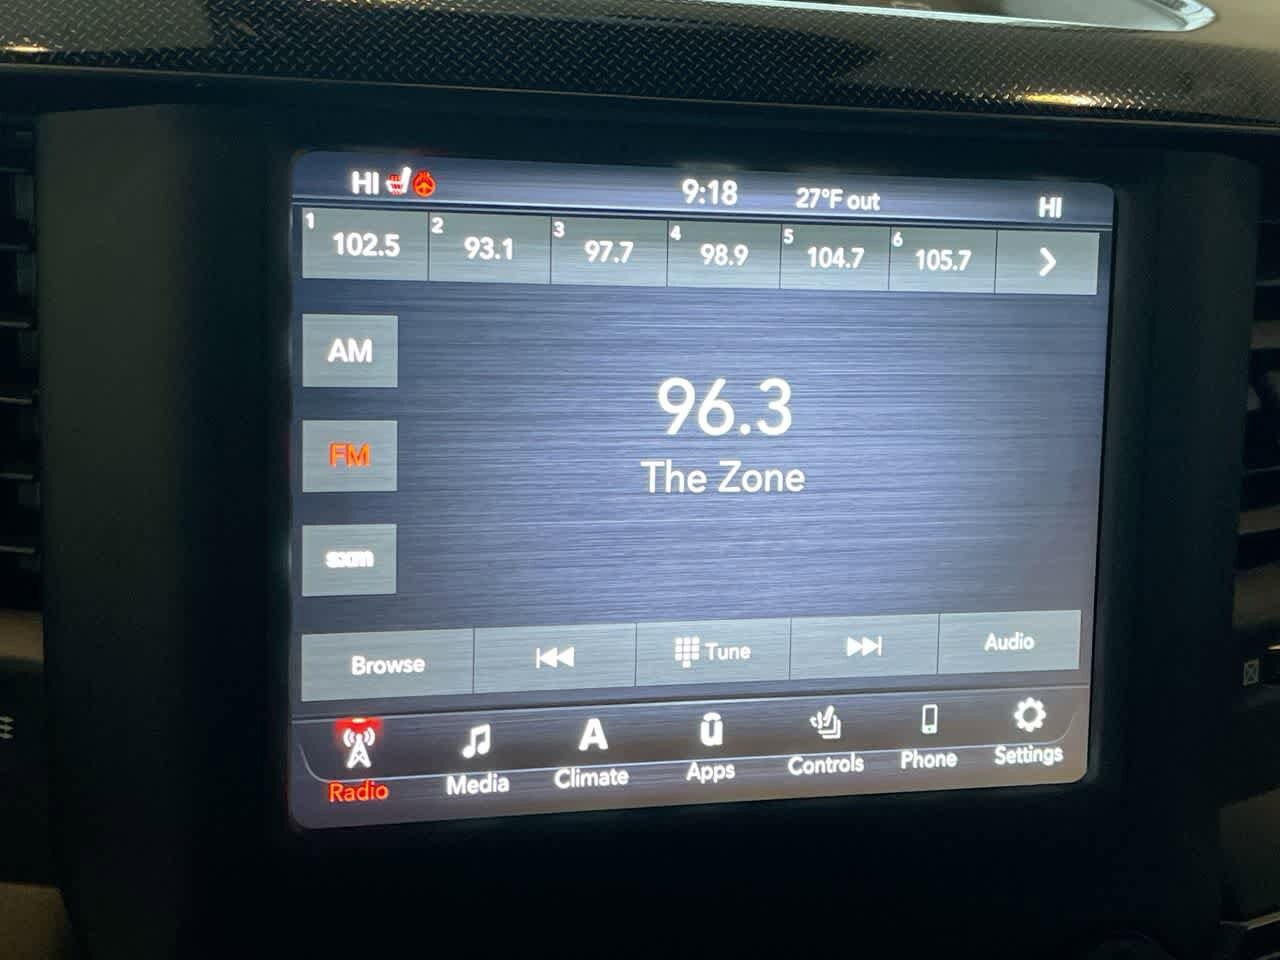 HI 9:18 27°F out HI
1 102.5 2 93.1 3 97.7 4 98.9 5 104.7 6 105.7
AM
96.3
FM
The Zone
sxm
Browse Tune Audio
Radio Media A Climate ū Apps Controls Phone Settings